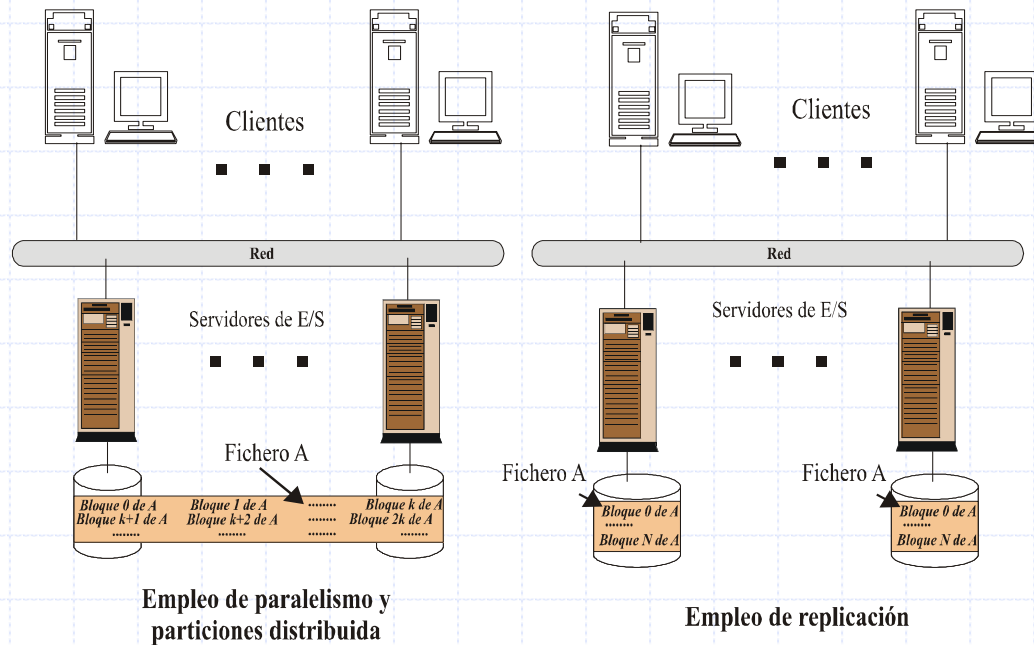 Clientes
Red
Servidores de E/S
Fichero A
Bloque 0 de A Bloque 1 de A ........ Bloque k de A
Bloque k+1 de A Bloque k+2 de A ........ Bloque 2k de A
........ ........ ........ ........
Empleo de paralelismo y
particiones distribuida
Clientes
Red
Servidores de E/S
Fichero A
Bloque 0 de A
........
Bloque N de A
Fichero A
Bloque 0 de A
........
Bloque N de A
Empleo de replicación